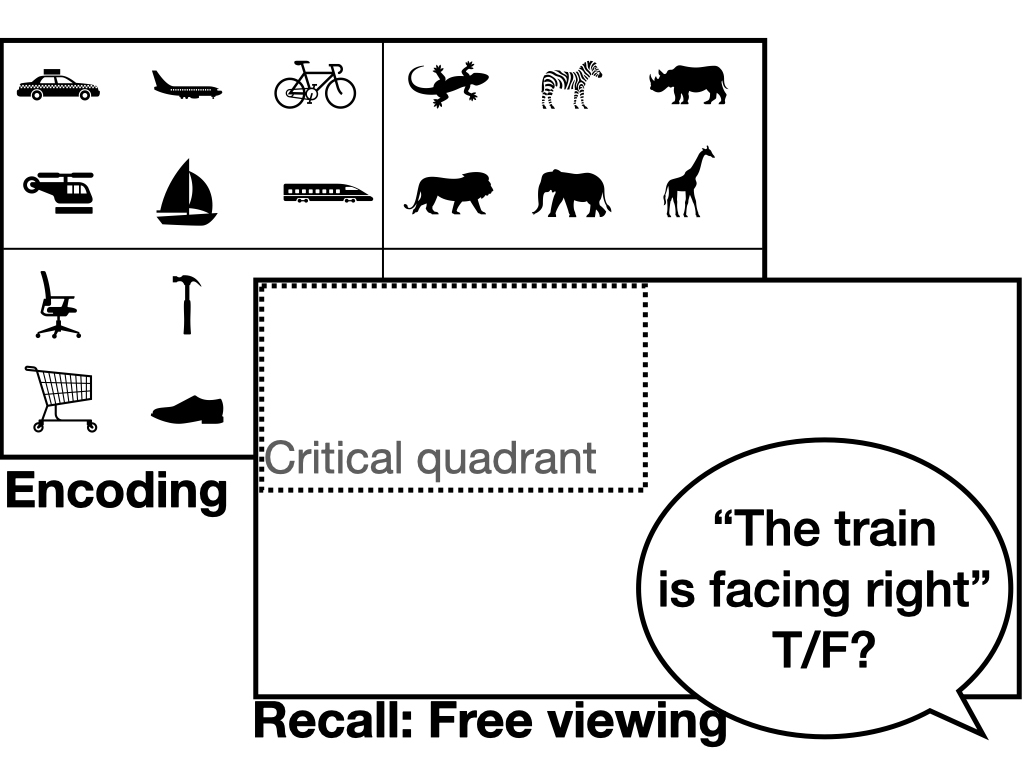 Encoding
Critical quadrant
“The train
is facing right”
T/F?
Recall: Free viewing